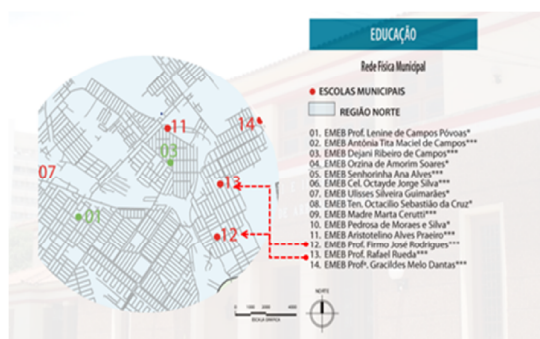 EDUCAÇÃO
Rede Física Municipal
ESCOLAS MUNICIPAIS
REGIÃO NORTE
01. EMEB Prof. Lenine de Campos Póvoas*
02. EMEB Antônia Tita Maciel de Campos***
03. EMEB Dejani Ribeiro de Campos***
04. EMEB Orzina de Amorim Soares*
05. EMEB Senhorinha Ana Alves***
06. EMEB Cel. Octayde Jorge Silva***
07. EMEB Ulisses Silveira Guimarães*
08. EMEB Ten. Octacílio Sebastião da Cruz*
09. EMEB Madre Marta Cerutti***
10. EMEB Pedrosa de Moraes e Silva*
11. EMEB Aristotelino Alves Praeiro***
12. EMEB Prof. Firmo José Rodrigues***
13. EMEB Prof. Rafael Rueda***
14. EMEB Profª. Gracildes Melo Dantas***
11
14
03
07
13
01
12
NORTE
ESCALA GRÁFICA